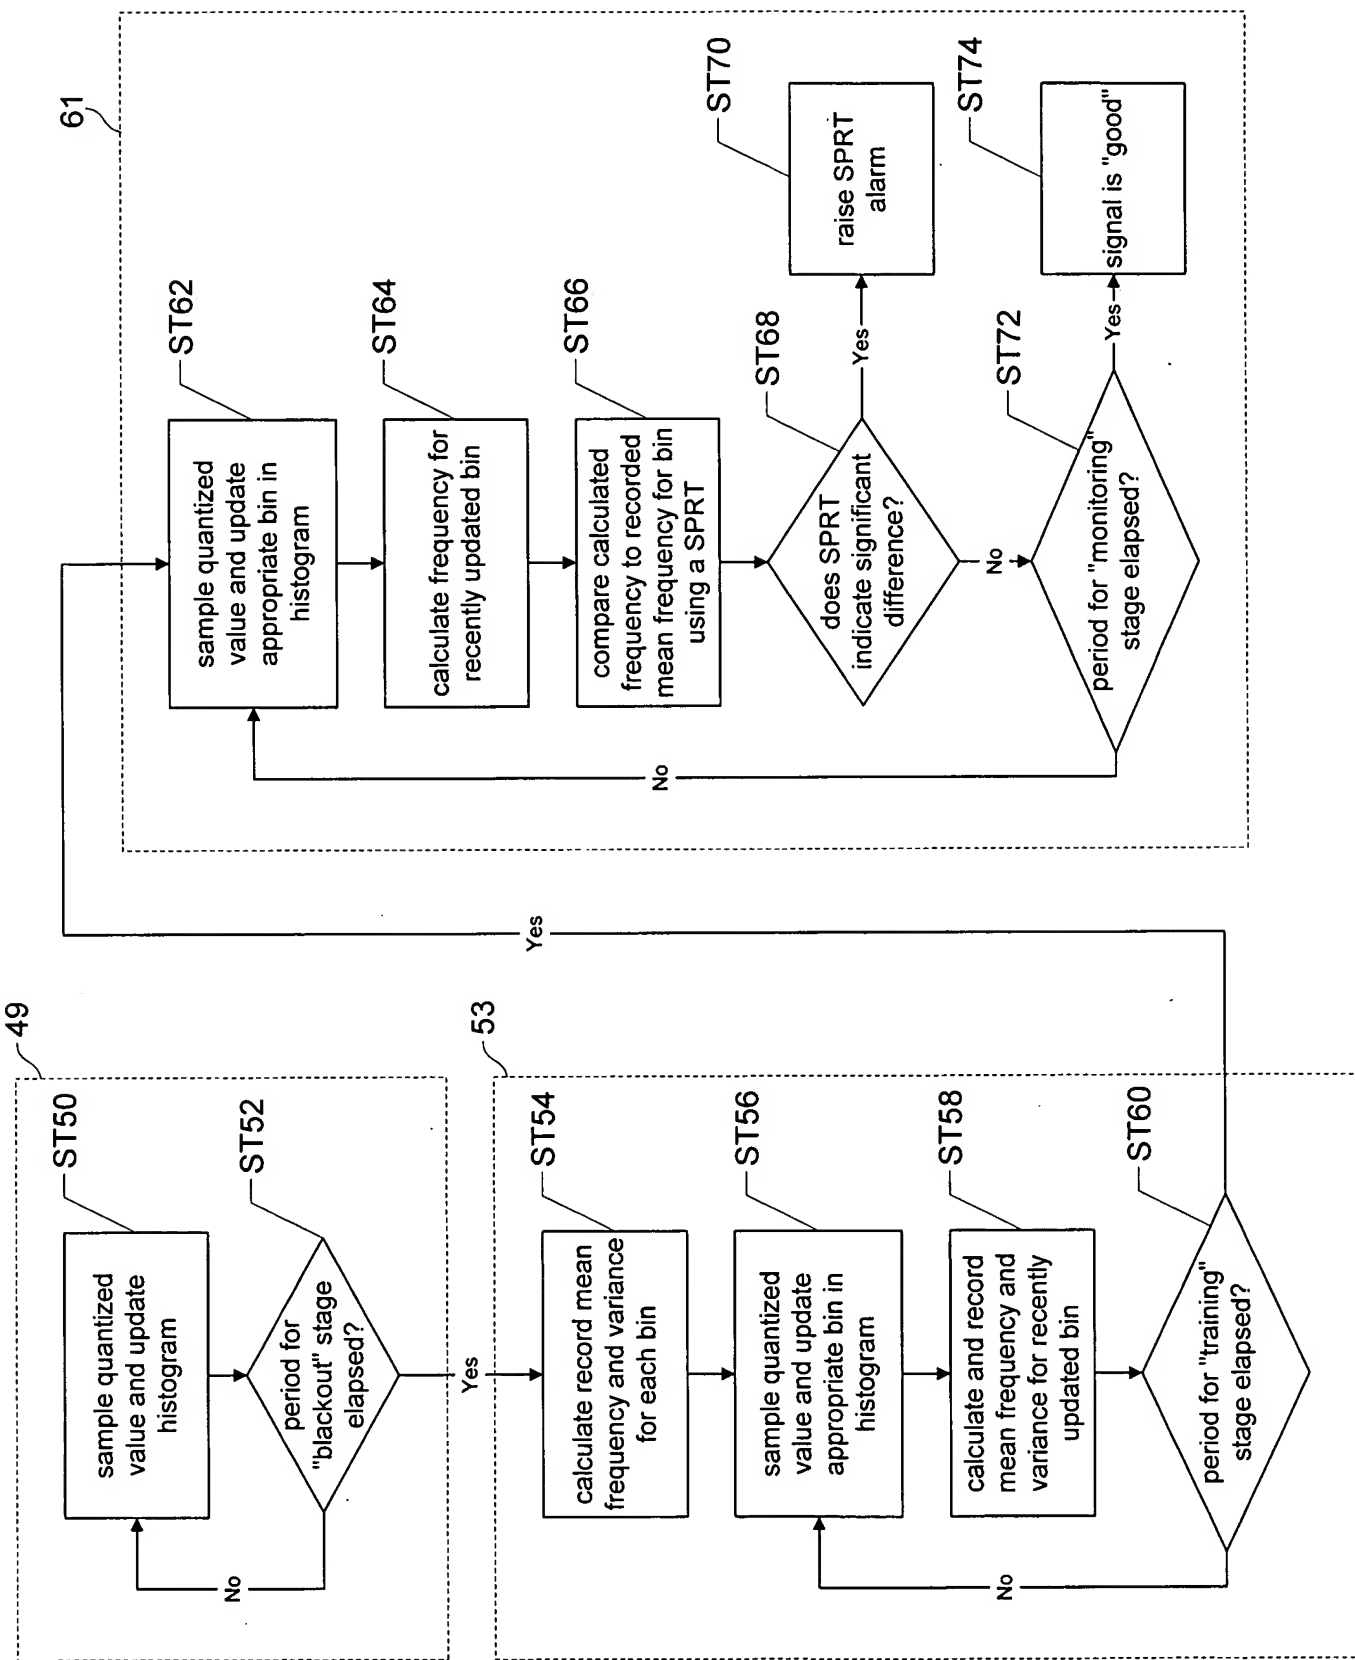 49
ST50
sample quantized
value and update
histogram
ST52
period for
"blackout" stage
elapsed?
No
Yes
53
ST54
calculate record mean
frequency and variance
for each bin
ST56
sample quantized
value and update
appropriate bin in
histogram
ST58
calculate and record
mean frequency and
variance for recently
updated bin
ST60
period for "training"
stage elapsed?
No
Yes
61
ST62
sample quantized
value and update
appropriate bin in
histogram
ST64
calculate frequency for
recently updated bin
ST66
compare calculated
frequency to recorded
mean frequency for bin
using a SPRT
ST68
does SPRT
indicate significant
difference?
Yes
ST70
raise SPRT
alarm
No
ST72
period for "monitoring"
stage elapsed?
Yes
ST74
signal is "good"
No